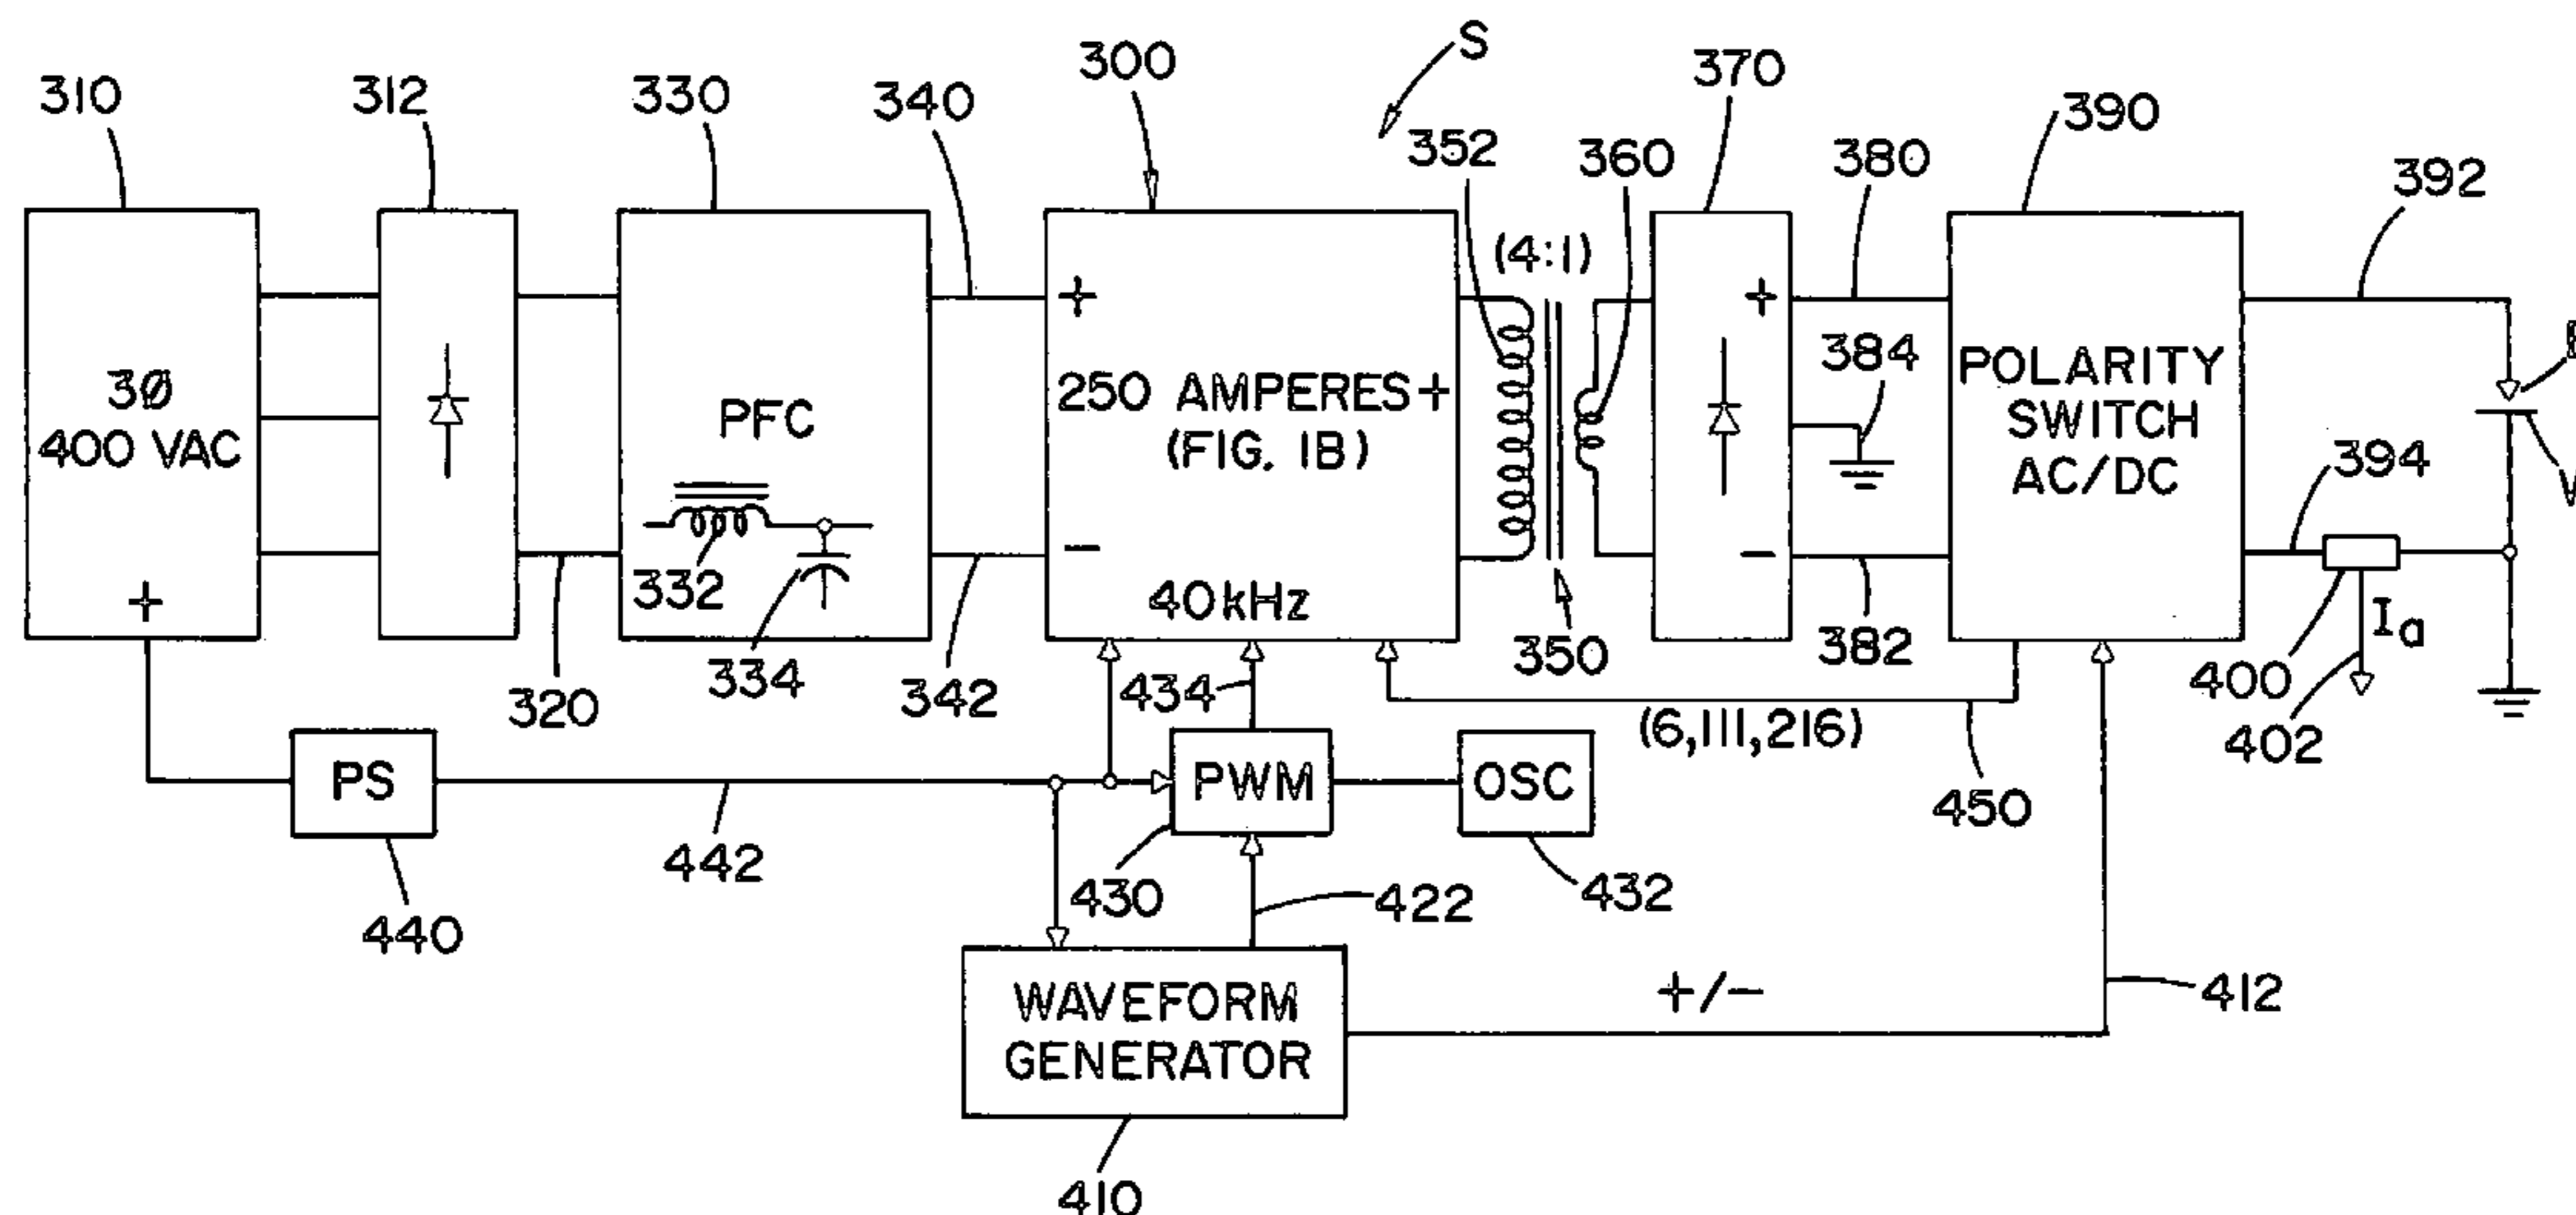 S
310
312
330
340
300
352
(4:1)
360
370
380
384
390
392
3Ø
400 VAC
+
PFC
332
334
320
342
+
250 AMPERES+
(FIG. 1B)
-
40kHz
350
+
-
382
POLARITY
SWITCH
AC/DC
394
400
Ia
402
434
(6,111,216)
450
PS
440
442
PWM
430
OSC
432
422
WAVEFORM
GENERATOR
410
+/-
412